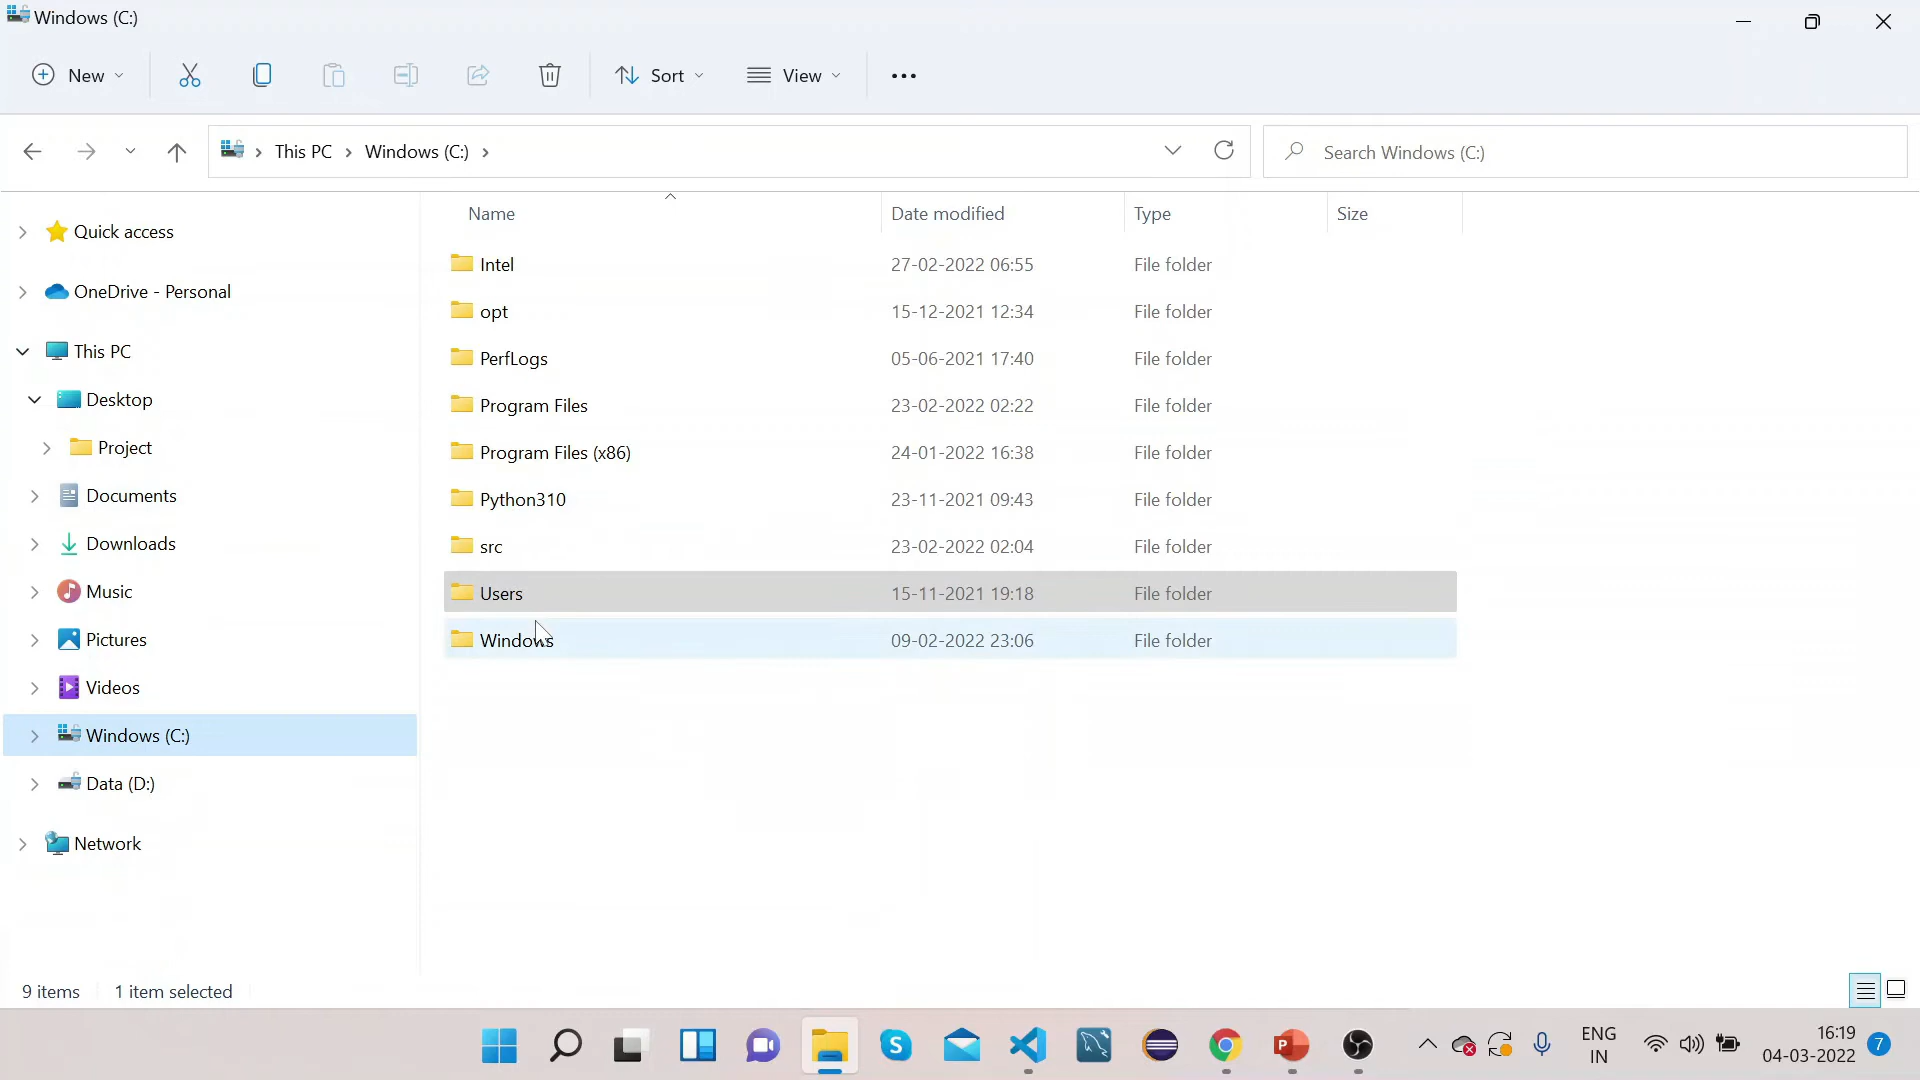 Windows (C:)
New
Sort
View
This PC
Windows (C:)
Search Windows (C:)
Name
Date modified
Type
Size
Quick access
OneDrive - Personal
This PC
Desktop
Project
Documents
Downloads
Music
Pictures
Videos
Windows (C:)
Data (D:)
Network
Intel 27-02-2022 06:55 File folder
opt 15-12-2021 12:34 File folder
PerfLogs 05-06-2021 17:40 File folder
Program Files 23-02-2022 02:22 File folder
Program Files (x86) 24-01-2022 16:38 File folder
Python310 23-11-2021 09:43 File folder
src 23-02-2022 02:04 File folder
Users 15-11-2021 19:18 File folder
Windows 09-02-2022 23:06 File folder
9 items 1 item selected
S
P
ENG
IN
16:19
04-03-2022
7